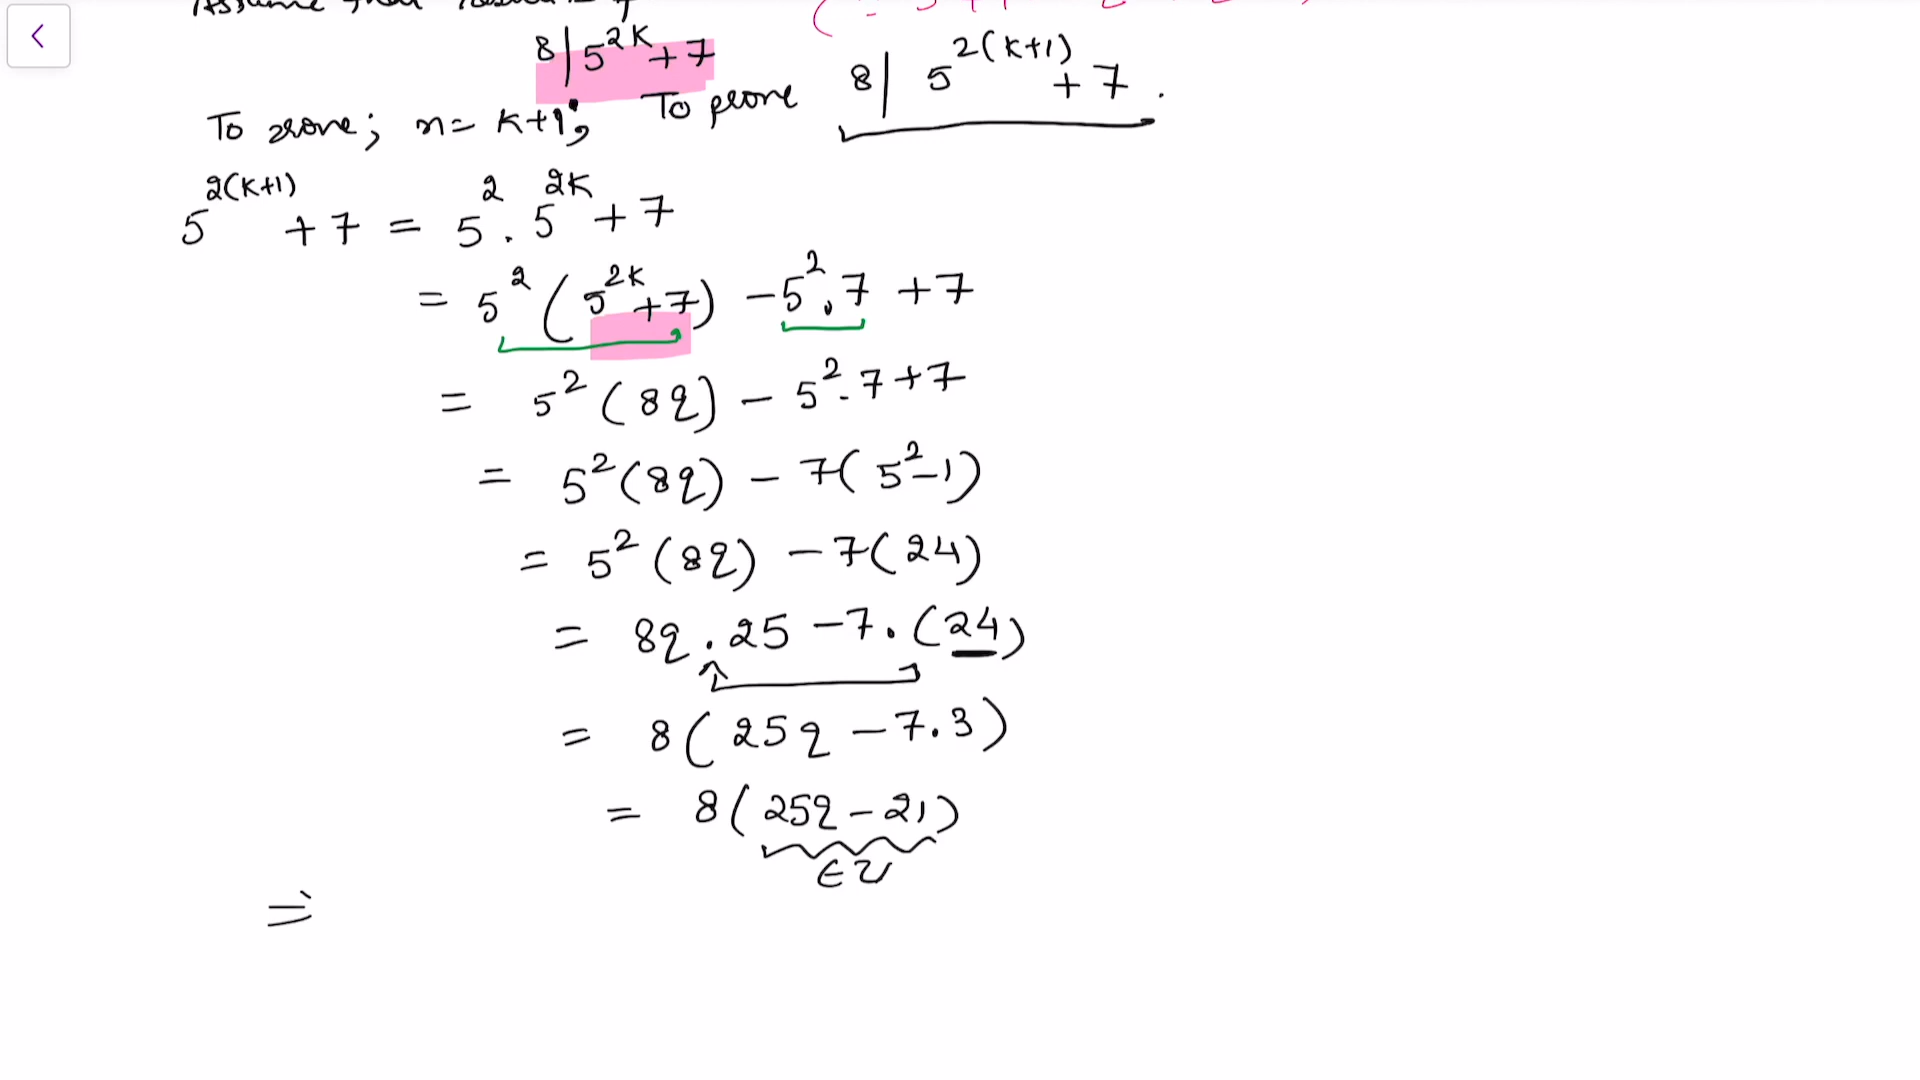 Assume that
8 | 5^{2k} + 7
To prove; n = k+1; To prove 8 | 5^{2(k+1)} + 7.
5^{2(k+1)} + 7 = 5^2 . 5^{2k} + 7
= 5^2 (5^{2k} + 7) - 5^2 . 7 + 7
= 5^2 (8q) - 5^2 . 7 + 7
= 5^2 (8q) - 7(5^2 - 1)
= 5^2 (8q) - 7(24)
= 8q . 25 - 7 . (24)
= 8(25q - 7.3)
= 8(25q - 21)
∈ Z
⇒